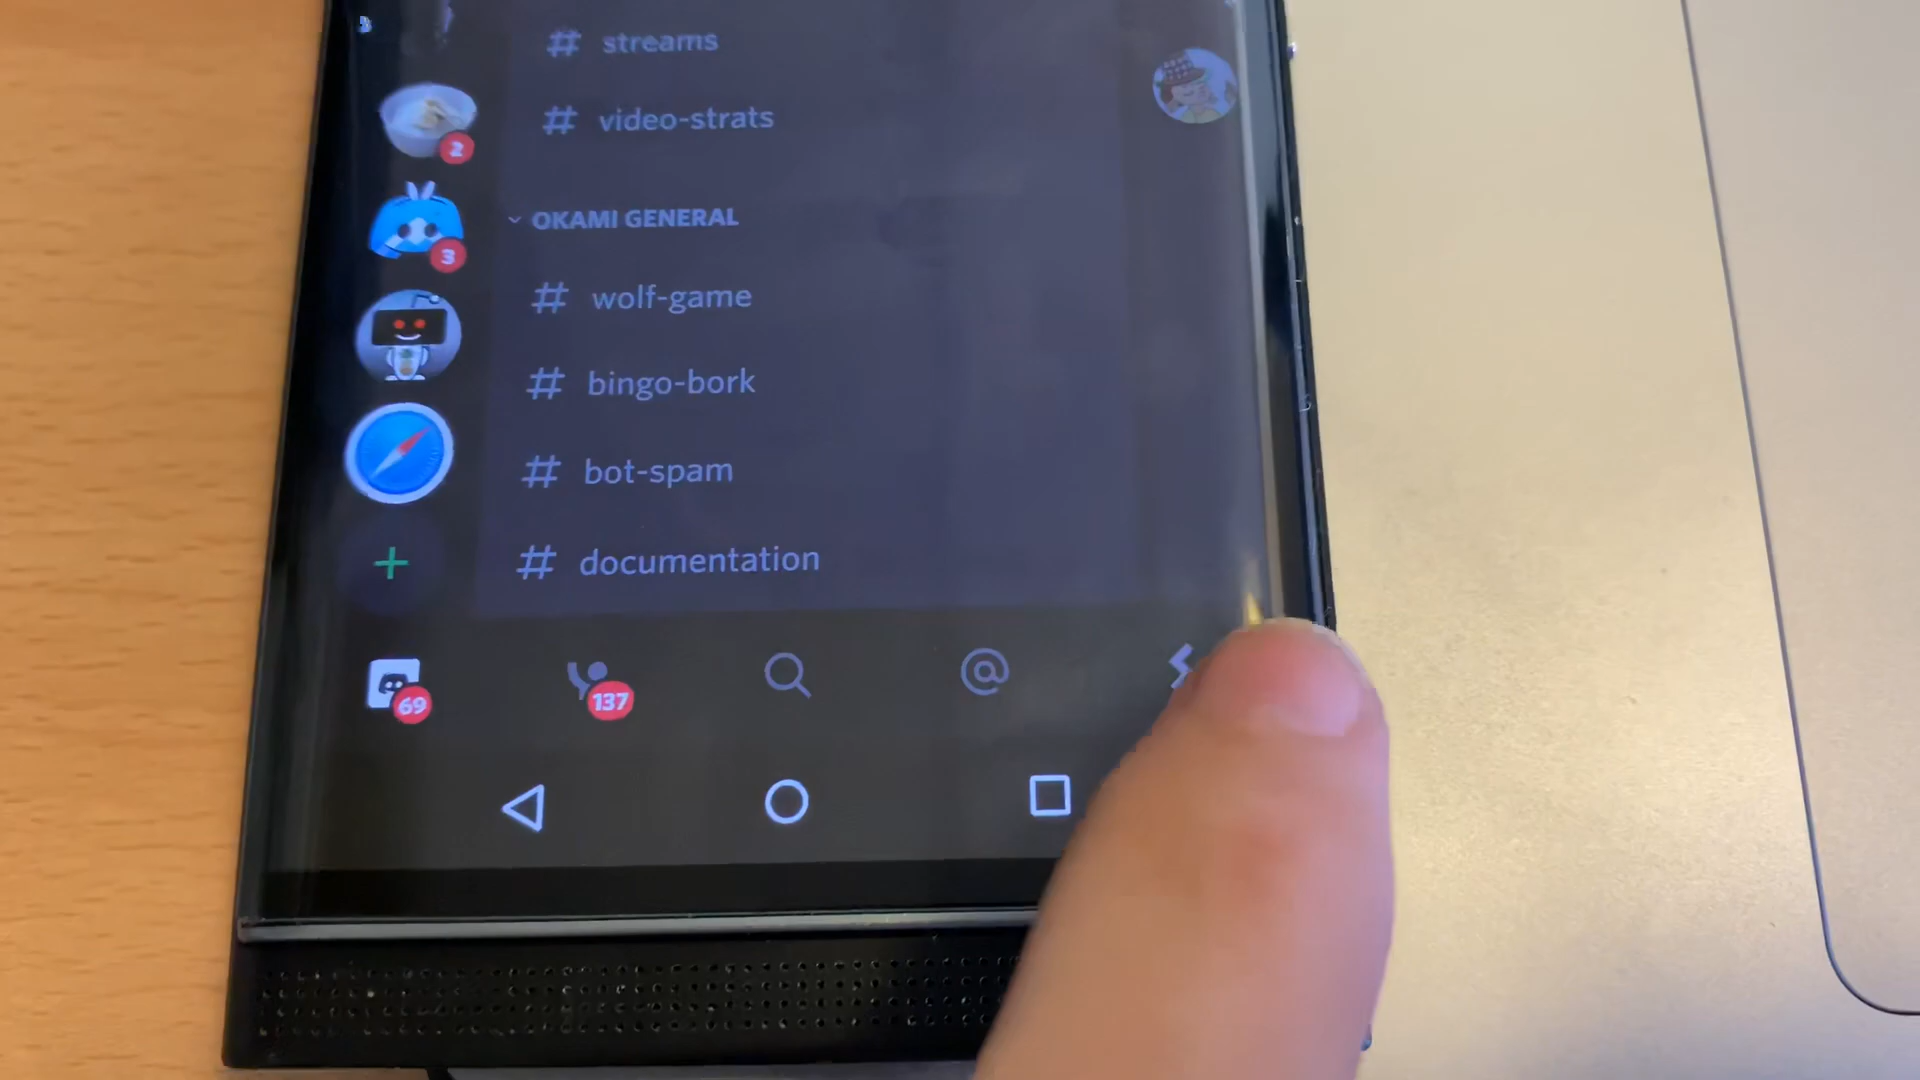 # streams
# video-strats
2
OKAMI GENERAL
3
# wolf-game
# bingo-bork
# bot-spam
# documentation
69
137
@